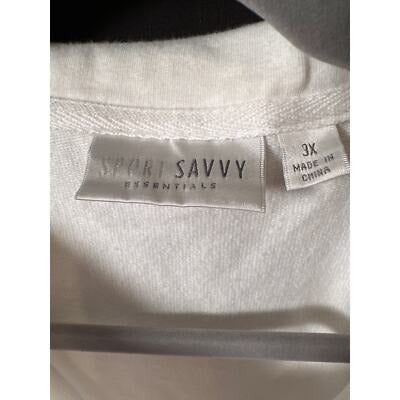 SPORT SAVVY
ESSENTIALS
3X
MADE IN
CHINA